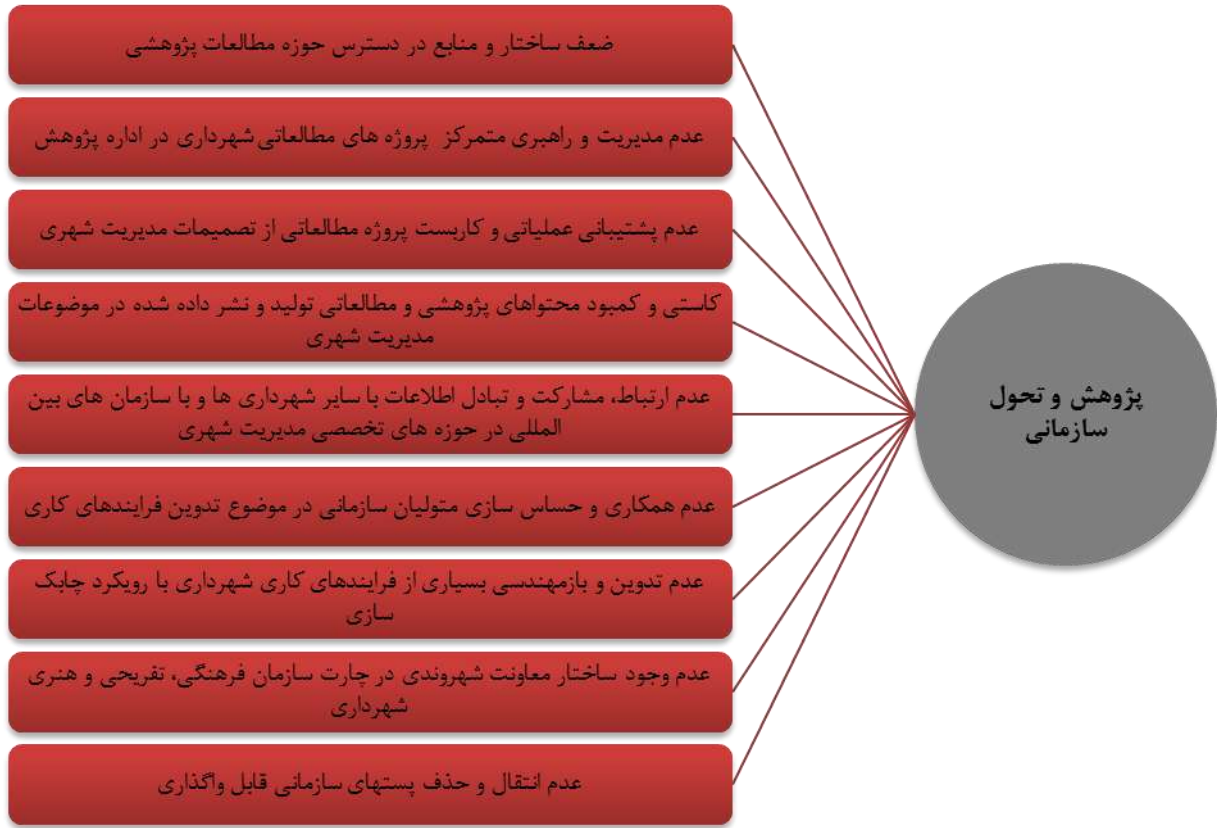 ضعف ساختار و منابع در دسترس حوزه مطالعات پژوهشی
عدم مدیریت و راهبری متمرکز پروژه های مطالعاتی شهرداری در اداره پژوهش
عدم پشتیبانی عملیاتی و کاربست پروژه مطالعاتی از تصمیمات مدیریت شهری
کاستی و کمبود محتواهای پژوهشی و مطالعاتی تولید و نشر داده شده در موضوعات
مدیریت شهری
عدم ارتباط، مشارکت و تبادل اطلاعات با سایر شهرداری ها و با سازمان های بین
المللی در حوزه های تخصصی مدیریت شهری
عدم همکاری و حساس سازی متولیان سازمانی در موضوع تدوین فرایندهای کاری
عدم تدوین و بازمهندسی بسیاری از فرایندهای کاری شهرداری با رویکرد چابک
سازی
عدم وجود ساختار معاونت شهروندی در چارت سازمان فرهنگی، تفریحی و هنری
شهرداری
عدم انتقال و حذف پستهای سازمانی قابل واگذاری
پژوهش و تحول
سازمانی